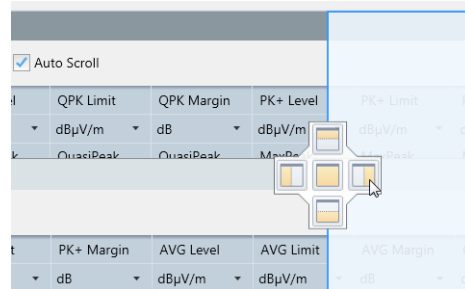 Auto Scroll
QPK Limit QPK Margin PK+ Level PK+ Limit
dBµV/m dB dBµV/m dBµV/m
QuasiPeak QuasiPeak MaxPeak MaxPeak
PK+ Margin AVG Level AVG Limit AVG Margin
dB dBµV/m dBµV/m dB